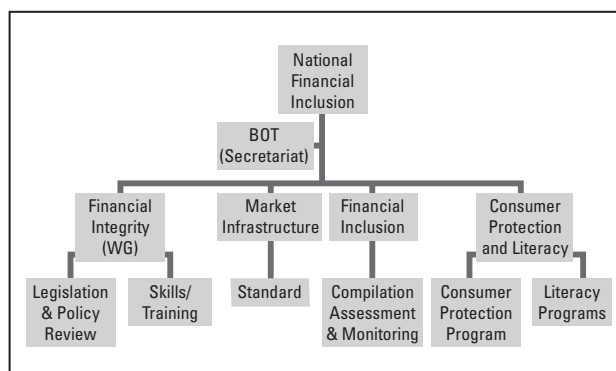 National
Financial
Inclusion
BOT
(Secretariat)
Financial
Integrity
(WG)
Market
Infrastructure
Financial
Inclusion
Consumer
Protection
and Literacy
Legislation
& Policy
Review
Skills/
Training
Standard
Compilation
Assessment
& Monitoring
Consumer
Protection
Program
Literacy
Programs